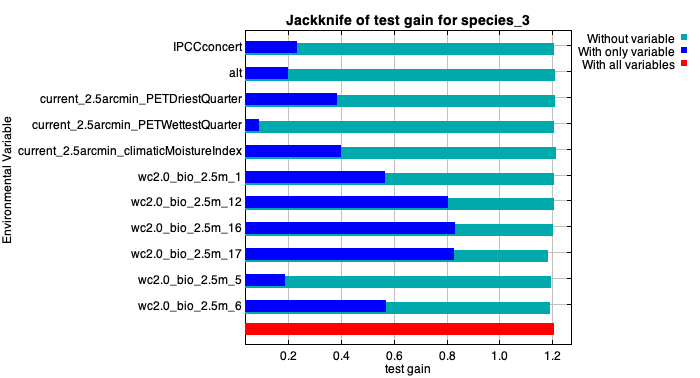 Jackknife of test gain for species_3
Without variable
With only variable
With all variables
Environmental Variable
IPCCconcert
alt
current_2.5arcmin_PETDriestQuarter
current_2.5arcmin_PETWettestQuarter
current_2.5arcmin_climaticMoistureIndex
wc2.0_bio_2.5m_1
wc2.0_bio_2.5m_12
wc2.0_bio_2.5m_16
wc2.0_bio_2.5m_17
wc2.0_bio_2.5m_5
wc2.0_bio_2.5m_6
0.2 0.4 0.6 0.8 1.0 1.2
test gain